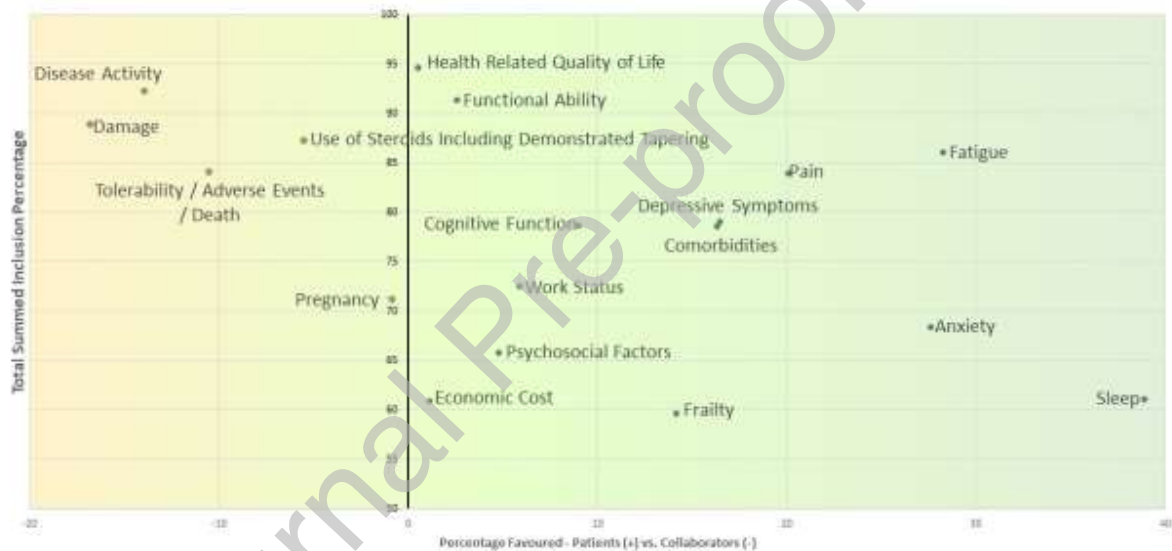 100
95
Health Related Quality of Life
Disease Activity
90
Functional Ability
Damage
Use of Steroids Including Demonstrated Tapering
85
Fatigue
Pain
Tolerability / Adverse Events
/ Death
80
Depressive Symptoms
Cognitive Function
Comorbidities
75
Work Status
Pregnancy
70
Anxiety
65
Psychosocial Factors
60
Economic Cost
Frailty
Sleep
55
50
-20 -10 0 10 20 30 40
Total Summed Inclusion Percentage
Percentage Favoured - Patients (+) vs. Collaborators (-)
rnal Pre-proo